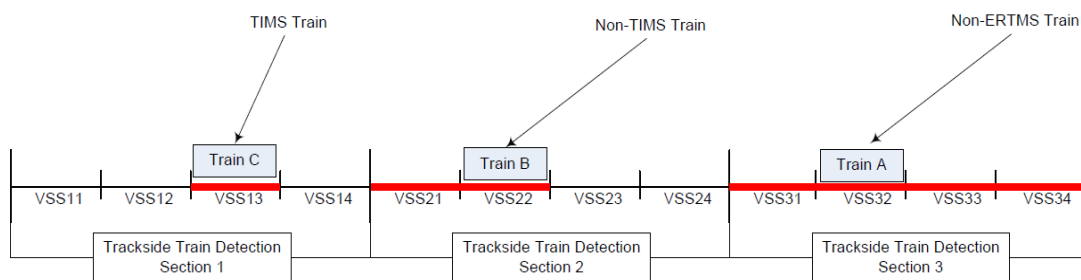 TIMS Train
Non-TIMS Train
Non-ERTMS Train
Train C
Train B
Train A
VSS11 VSS12 VSS13 VSS14 VSS21 VSS22 VSS23 VSS24 VSS31 VSS32 VSS33 VSS34
Trackside Train Detection
Section 1
Trackside Train Detection
Section 2
Trackside Train Detection
Section 3